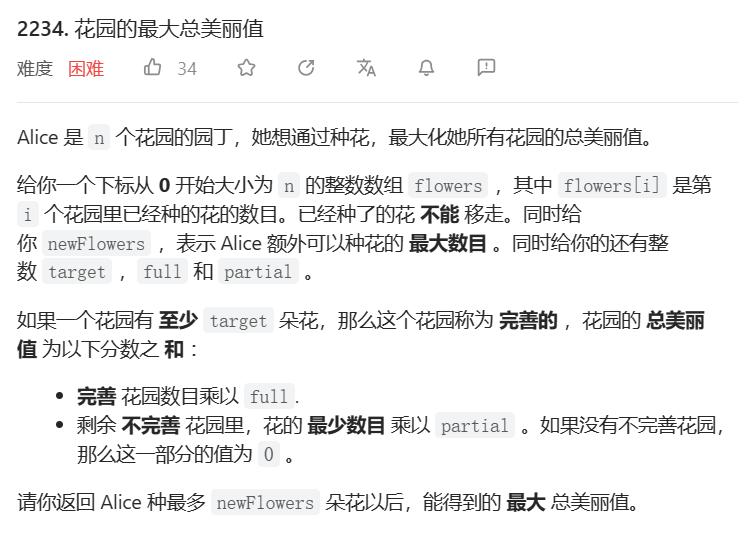 2234. 花园的最大总美丽值
难度 困难 34
Alice 是 n 个花园的园丁，她想通过种花，最大化她所有花园的总美丽值。
给你一个下标从 0 开始大小为 n 的整数数组 flowers ，其中 flowers[i] 是第
i 个花园里已经种的花的数目。已经种了的花 不能 移走。同时给
你 newFlowers ，表示 Alice 额外可以种花的 最大数目 。同时给你的还有整
数 target ，full 和 partial 。
如果一个花园有 至少 target 朵花，那么这个花园称为 完善的 ，花园的 总美丽
值 为以下分数之 和 ：
• 完善 花园数目乘以 full.
• 剩余 不完善 花园里，花的 最少数目 乘以 partial 。如果没有不完善花园，
那么这一部分的值为 0 。
请你返回 Alice 种最多 newFlowers 朵花以后，能得到的 最大 总美丽值。